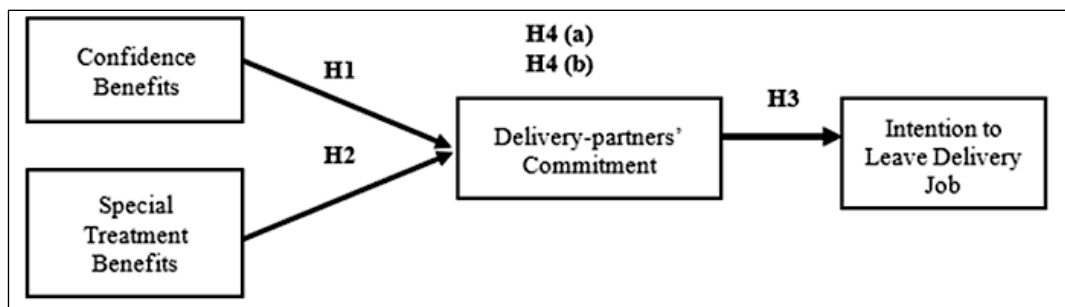 Confidence
Benefits
H1
H2
Special
Treatment
Benefits
H4 (a)
H4 (b)
Delivery-partners’
Commitment
H3
Intention to
Leave Delivery
Job